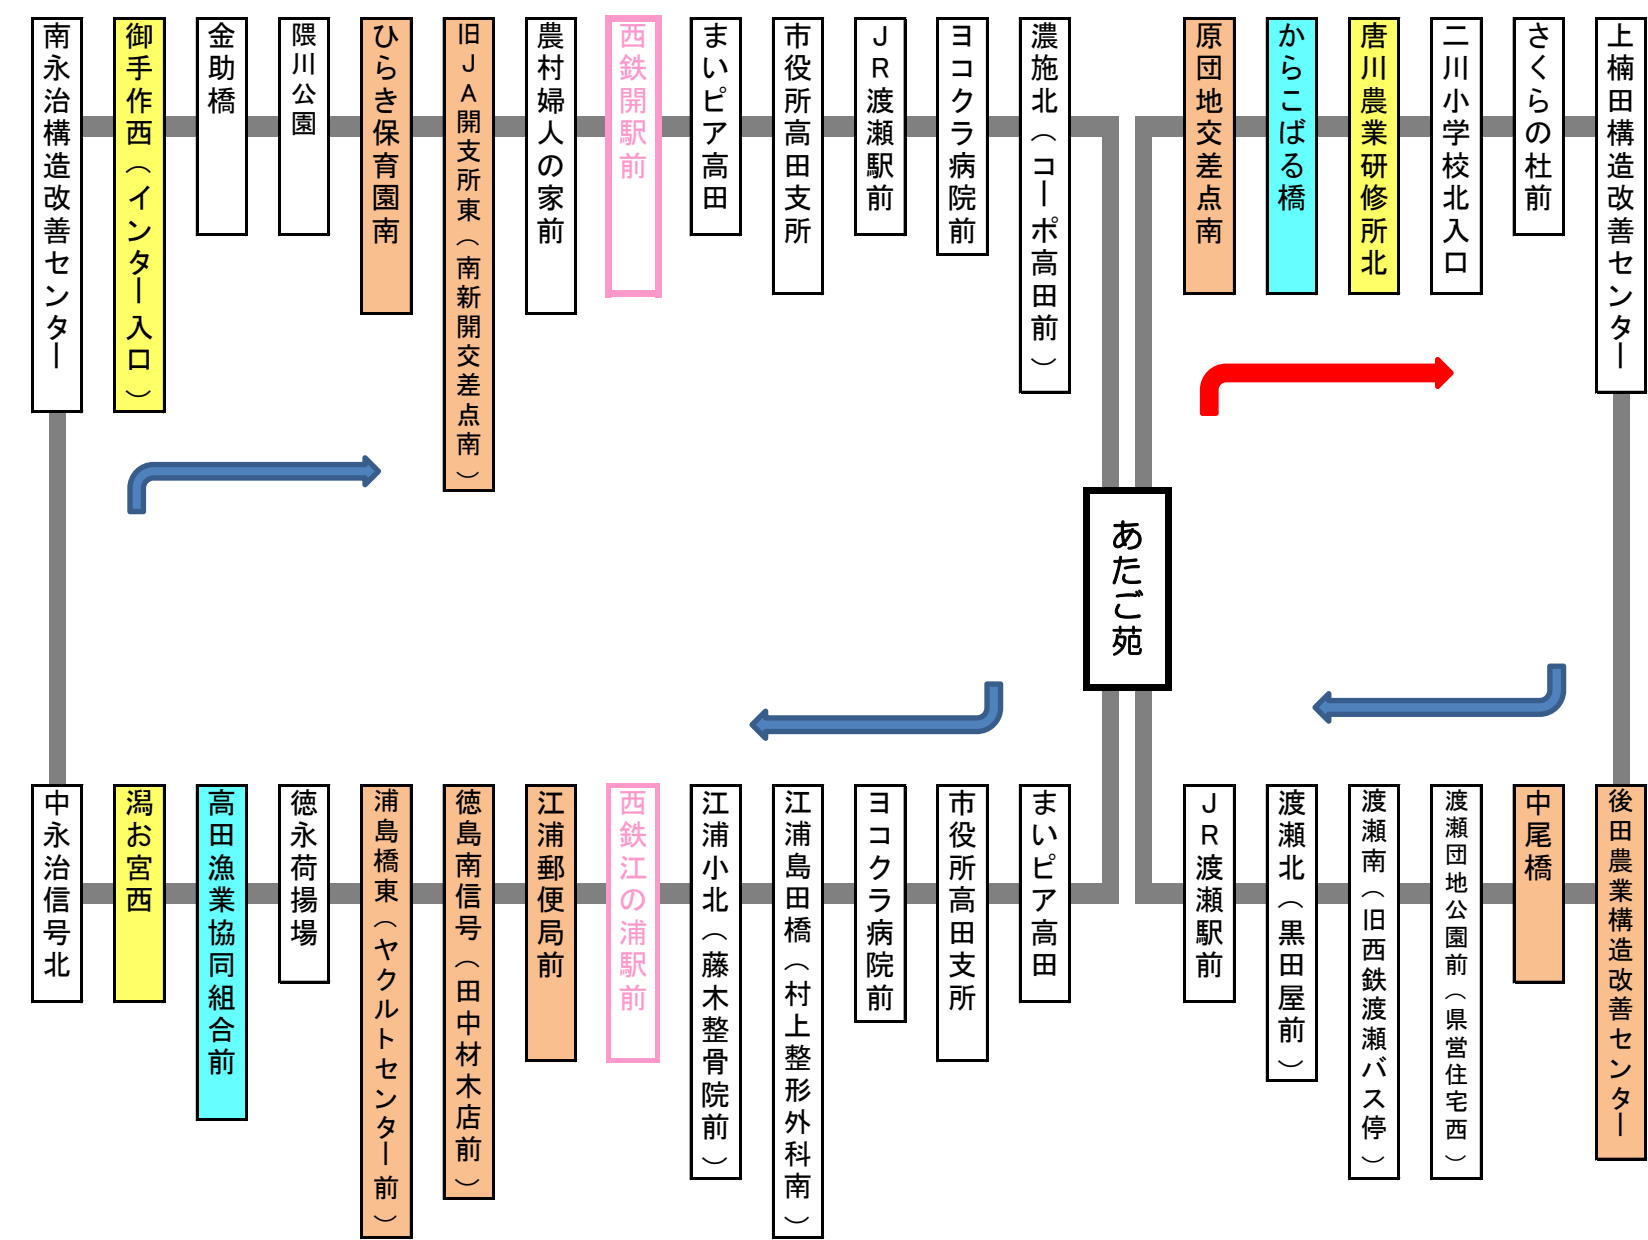 南永治構造改善センター
御手作西（インター入口）
金助橋
隈川公園
ひらき保育園南
旧ＪＡ開支所東（南新開交差点南）
農村婦人の家前
西鉄開駅前
まいピア高田
市役所高田支所
ＪＲ渡瀬駅前
ヨコクラ病院前
濃施北（コーポ高田前）
原団地交差点南
からこばる橋
唐川農業研修所北
二川小学校北入口
さくらの杜前
上楠田構造改善センター
あたご苑
中永治信号北
潟お宮西
高田漁業協同組合前
徳永荷揚場
浦島橋東（ヤクルトセンター前）
徳島南信号（田中材木店前）
江浦郵便局前
西鉄江の浦駅前
江浦小北（藤木整骨院前）
江浦島田橋（村上整形外科南）
ヨコクラ病院前
市役所高田支所
まいピア高田
ＪＲ渡瀬駅前
渡瀬北（黒田屋前）
渡瀬南（旧西鉄渡瀬バス停）
渡瀬団地公園前（県営住宅西）
中尾橋
後田農業構造改善センター